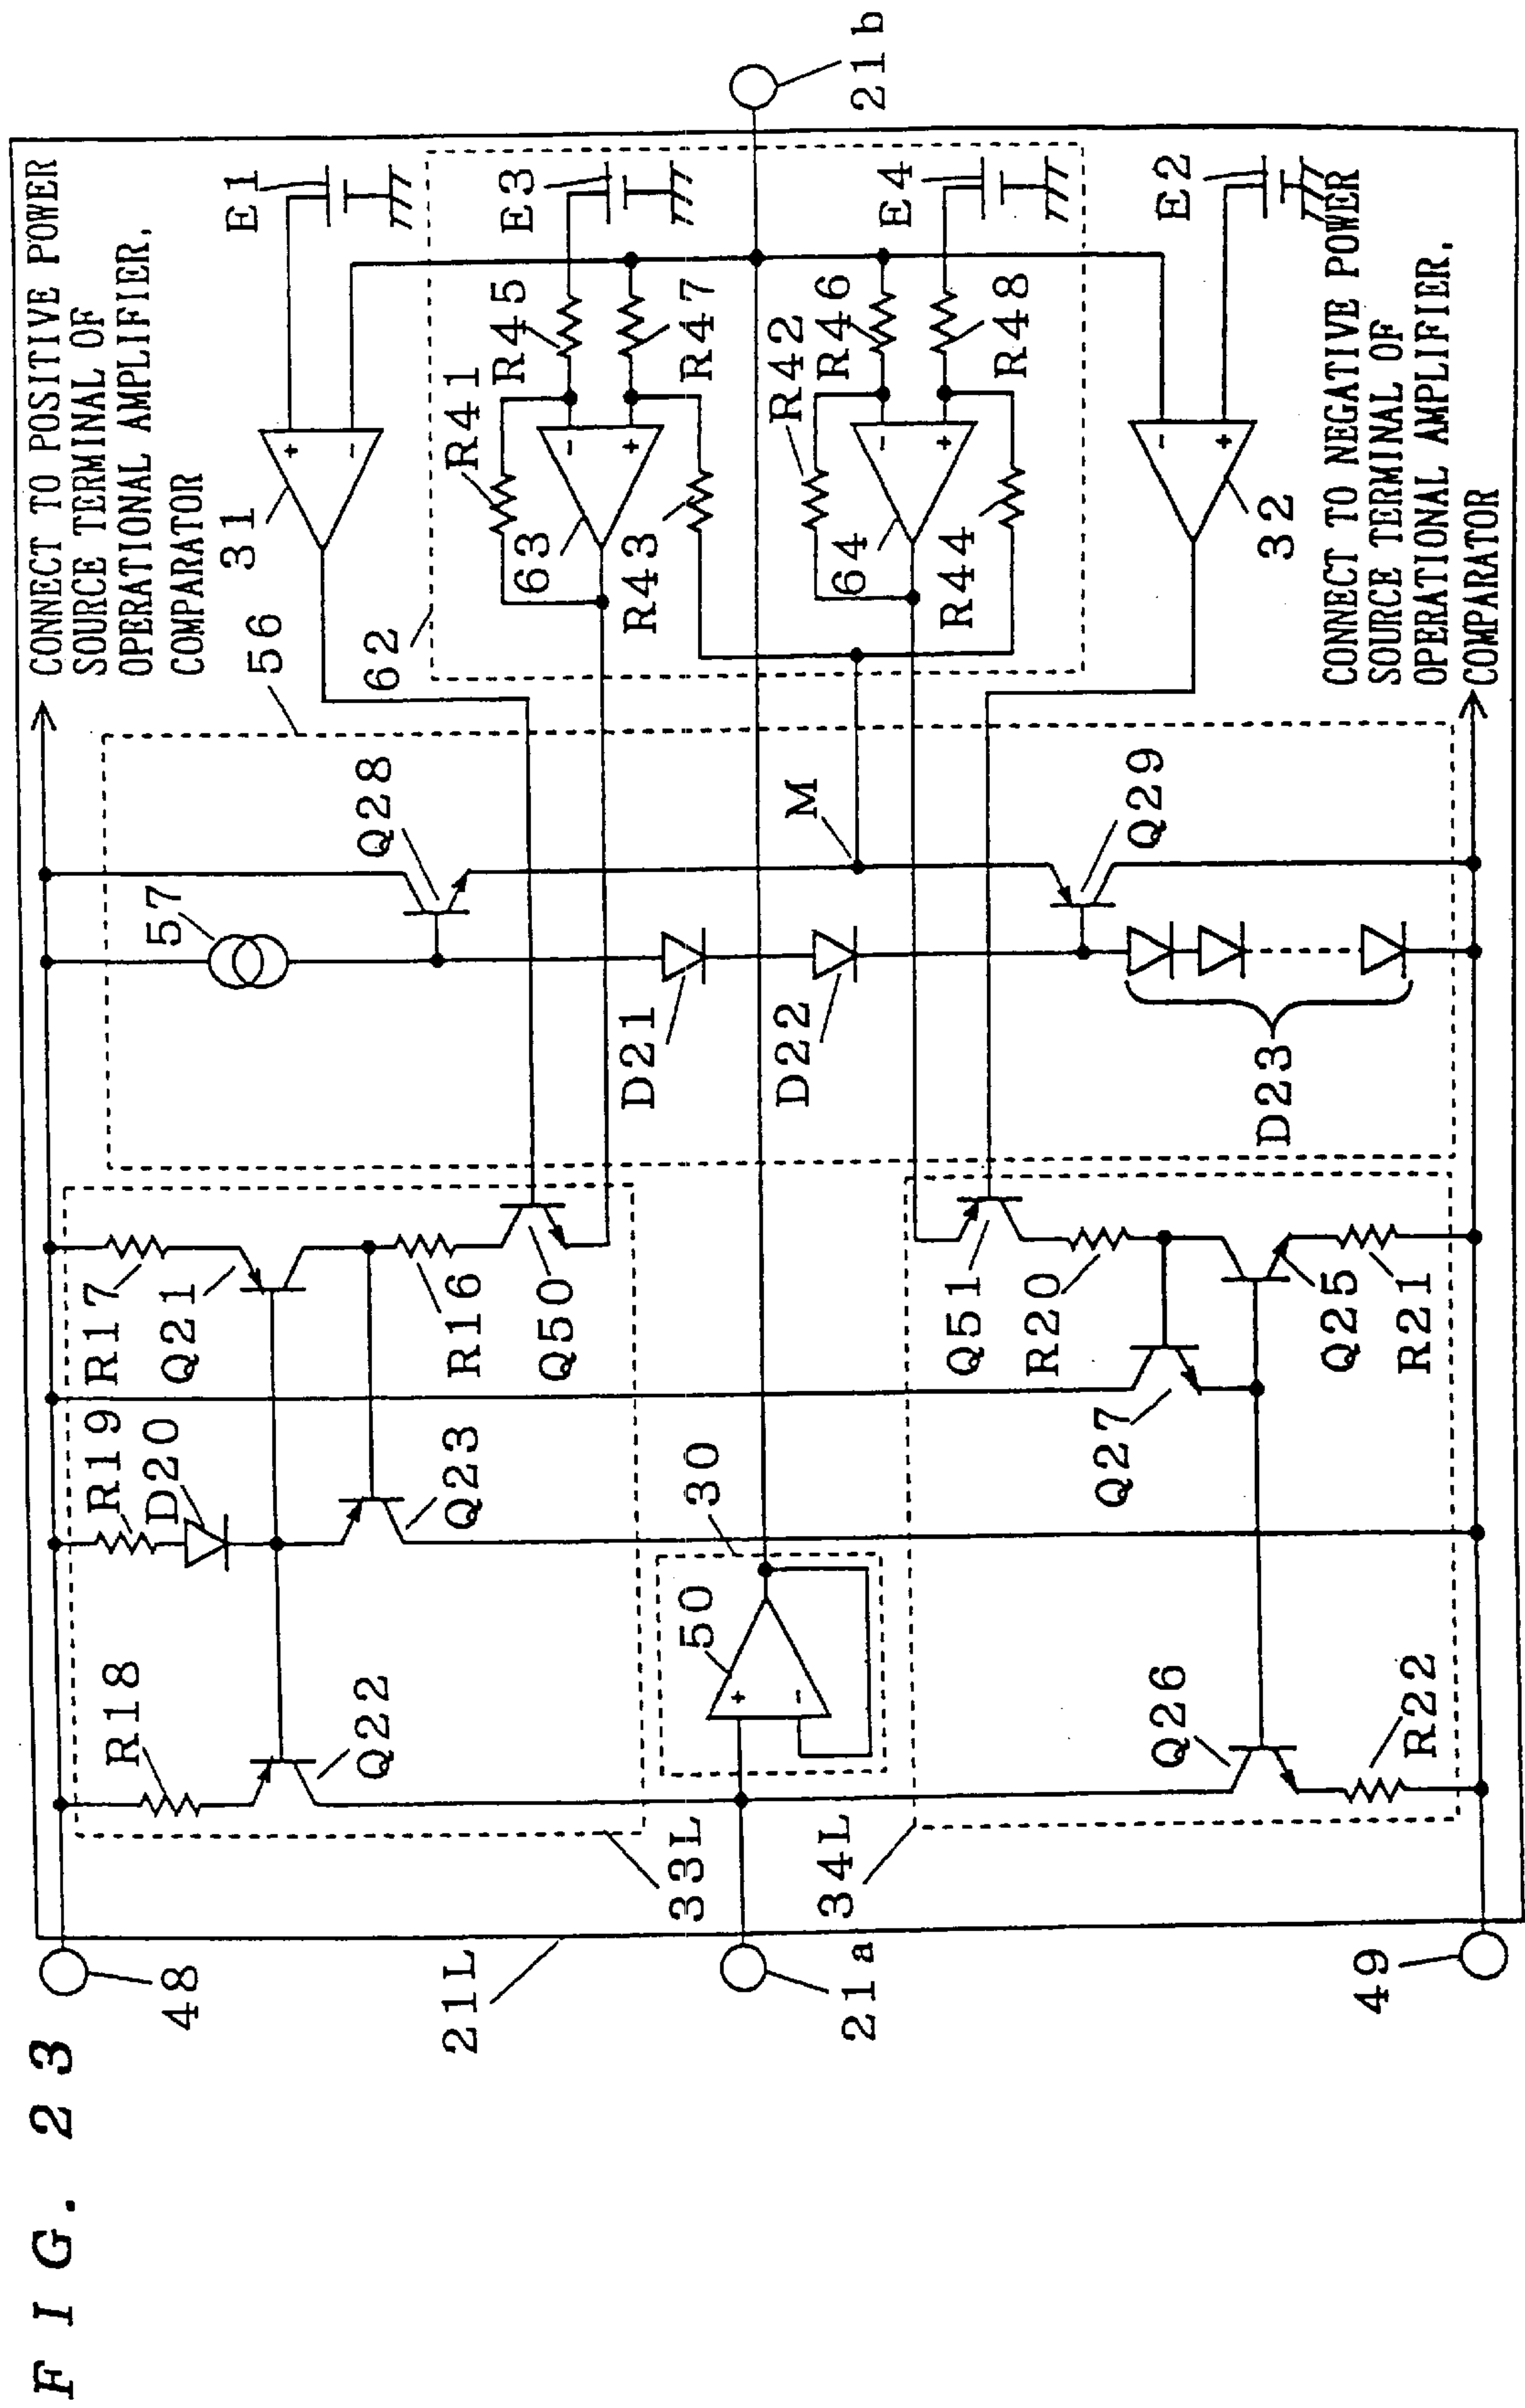 FIG. 23
CONNECT TO POSITIVE POWER
SOURCE TERMINAL OF
OPERATIONAL AMPLIFIER,
COMPARATOR
48
R18
Q22
R19
D20
Q23
R17
Q21
R16
Q50
33L
57
Q28
56
31
+
-
E1
62
R41
R45
E3
63
-
+
R43
R47
21L
21a
50
+
-
30
D21
D22
M
21b
R42
R46
E4
64
-
+
R44
R48
34L
Q51
R20
Q27
Q25
R21
Q26
R22
Q29
D23
32
-
+
E2
49
CONNECT TO NEGATIVE POWER
SOURCE TERMINAL OF
OPERATIONAL AMPLIFIER,
COMPARATOR